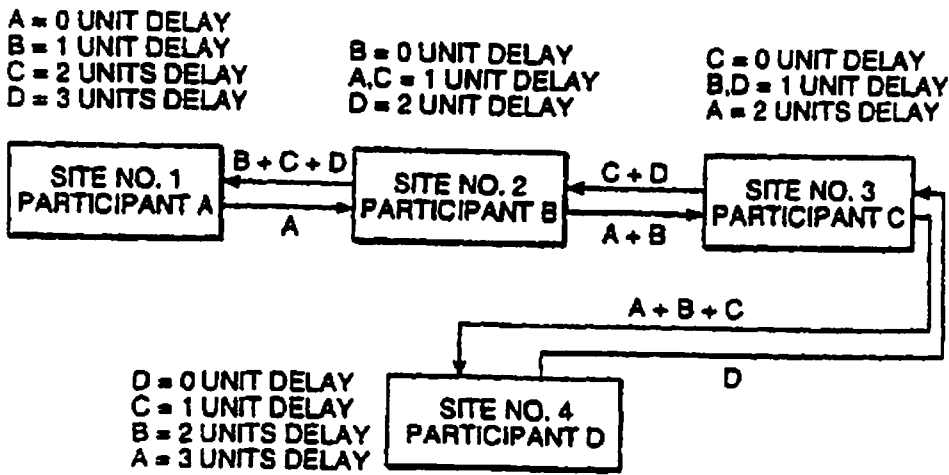 A = 0 UNIT DELAY
B = 1 UNIT DELAY
C = 2 UNITS DELAY
D = 3 UNITS DELAY
B = 0 UNIT DELAY
A,C = 1 UNIT DELAY
D = 2 UNIT DELAY
C = 0 UNIT DELAY
B,D = 1 UNIT DELAY
A = 2 UNITS DELAY
SITE NO. 1
PARTICIPANT A
B + C + D
A
SITE NO. 2
PARTICIPANT B
C + D
A + B
SITE NO. 3
PARTICIPANT C
A + B + C
D
D = 0 UNIT DELAY
C = 1 UNIT DELAY
B = 2 UNITS DELAY
A = 3 UNITS DELAY
SITE NO. 4
PARTICIPANT D